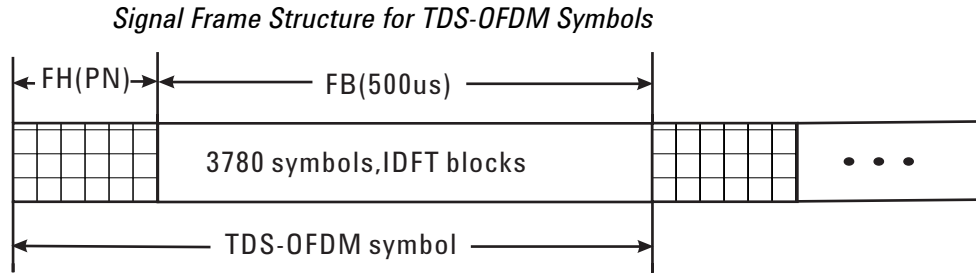 Signal Frame Structure for TDS-OFDM Symbols
FH(PN)
FB(500us)
3780 symbols,IDFT blocks
TDS-OFDM symbol